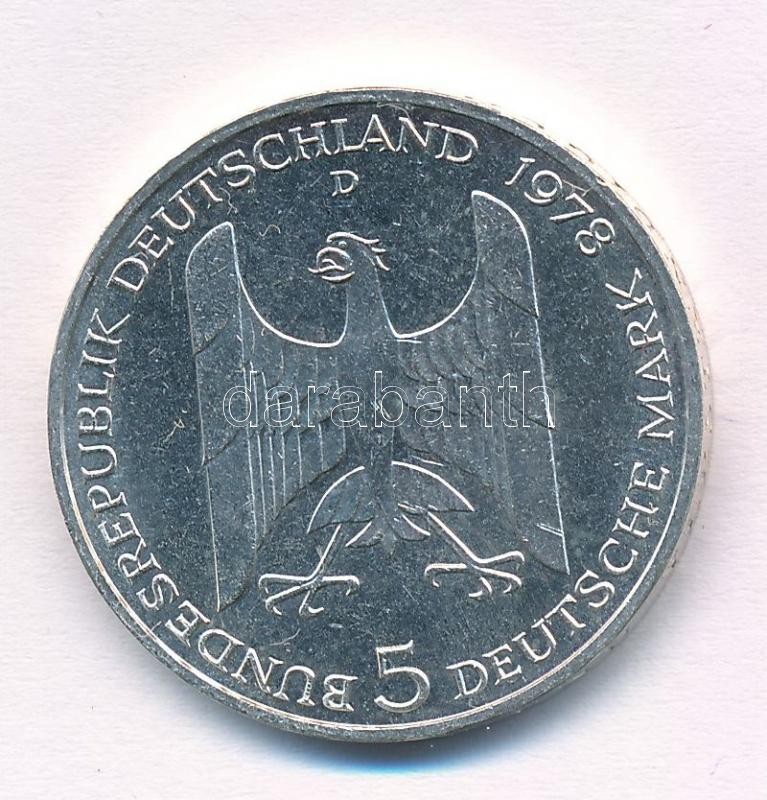 BUNDESREPUBLIK DEUTSCHLAND 1978
D
5 DEUTSCHE MARK
darabanth